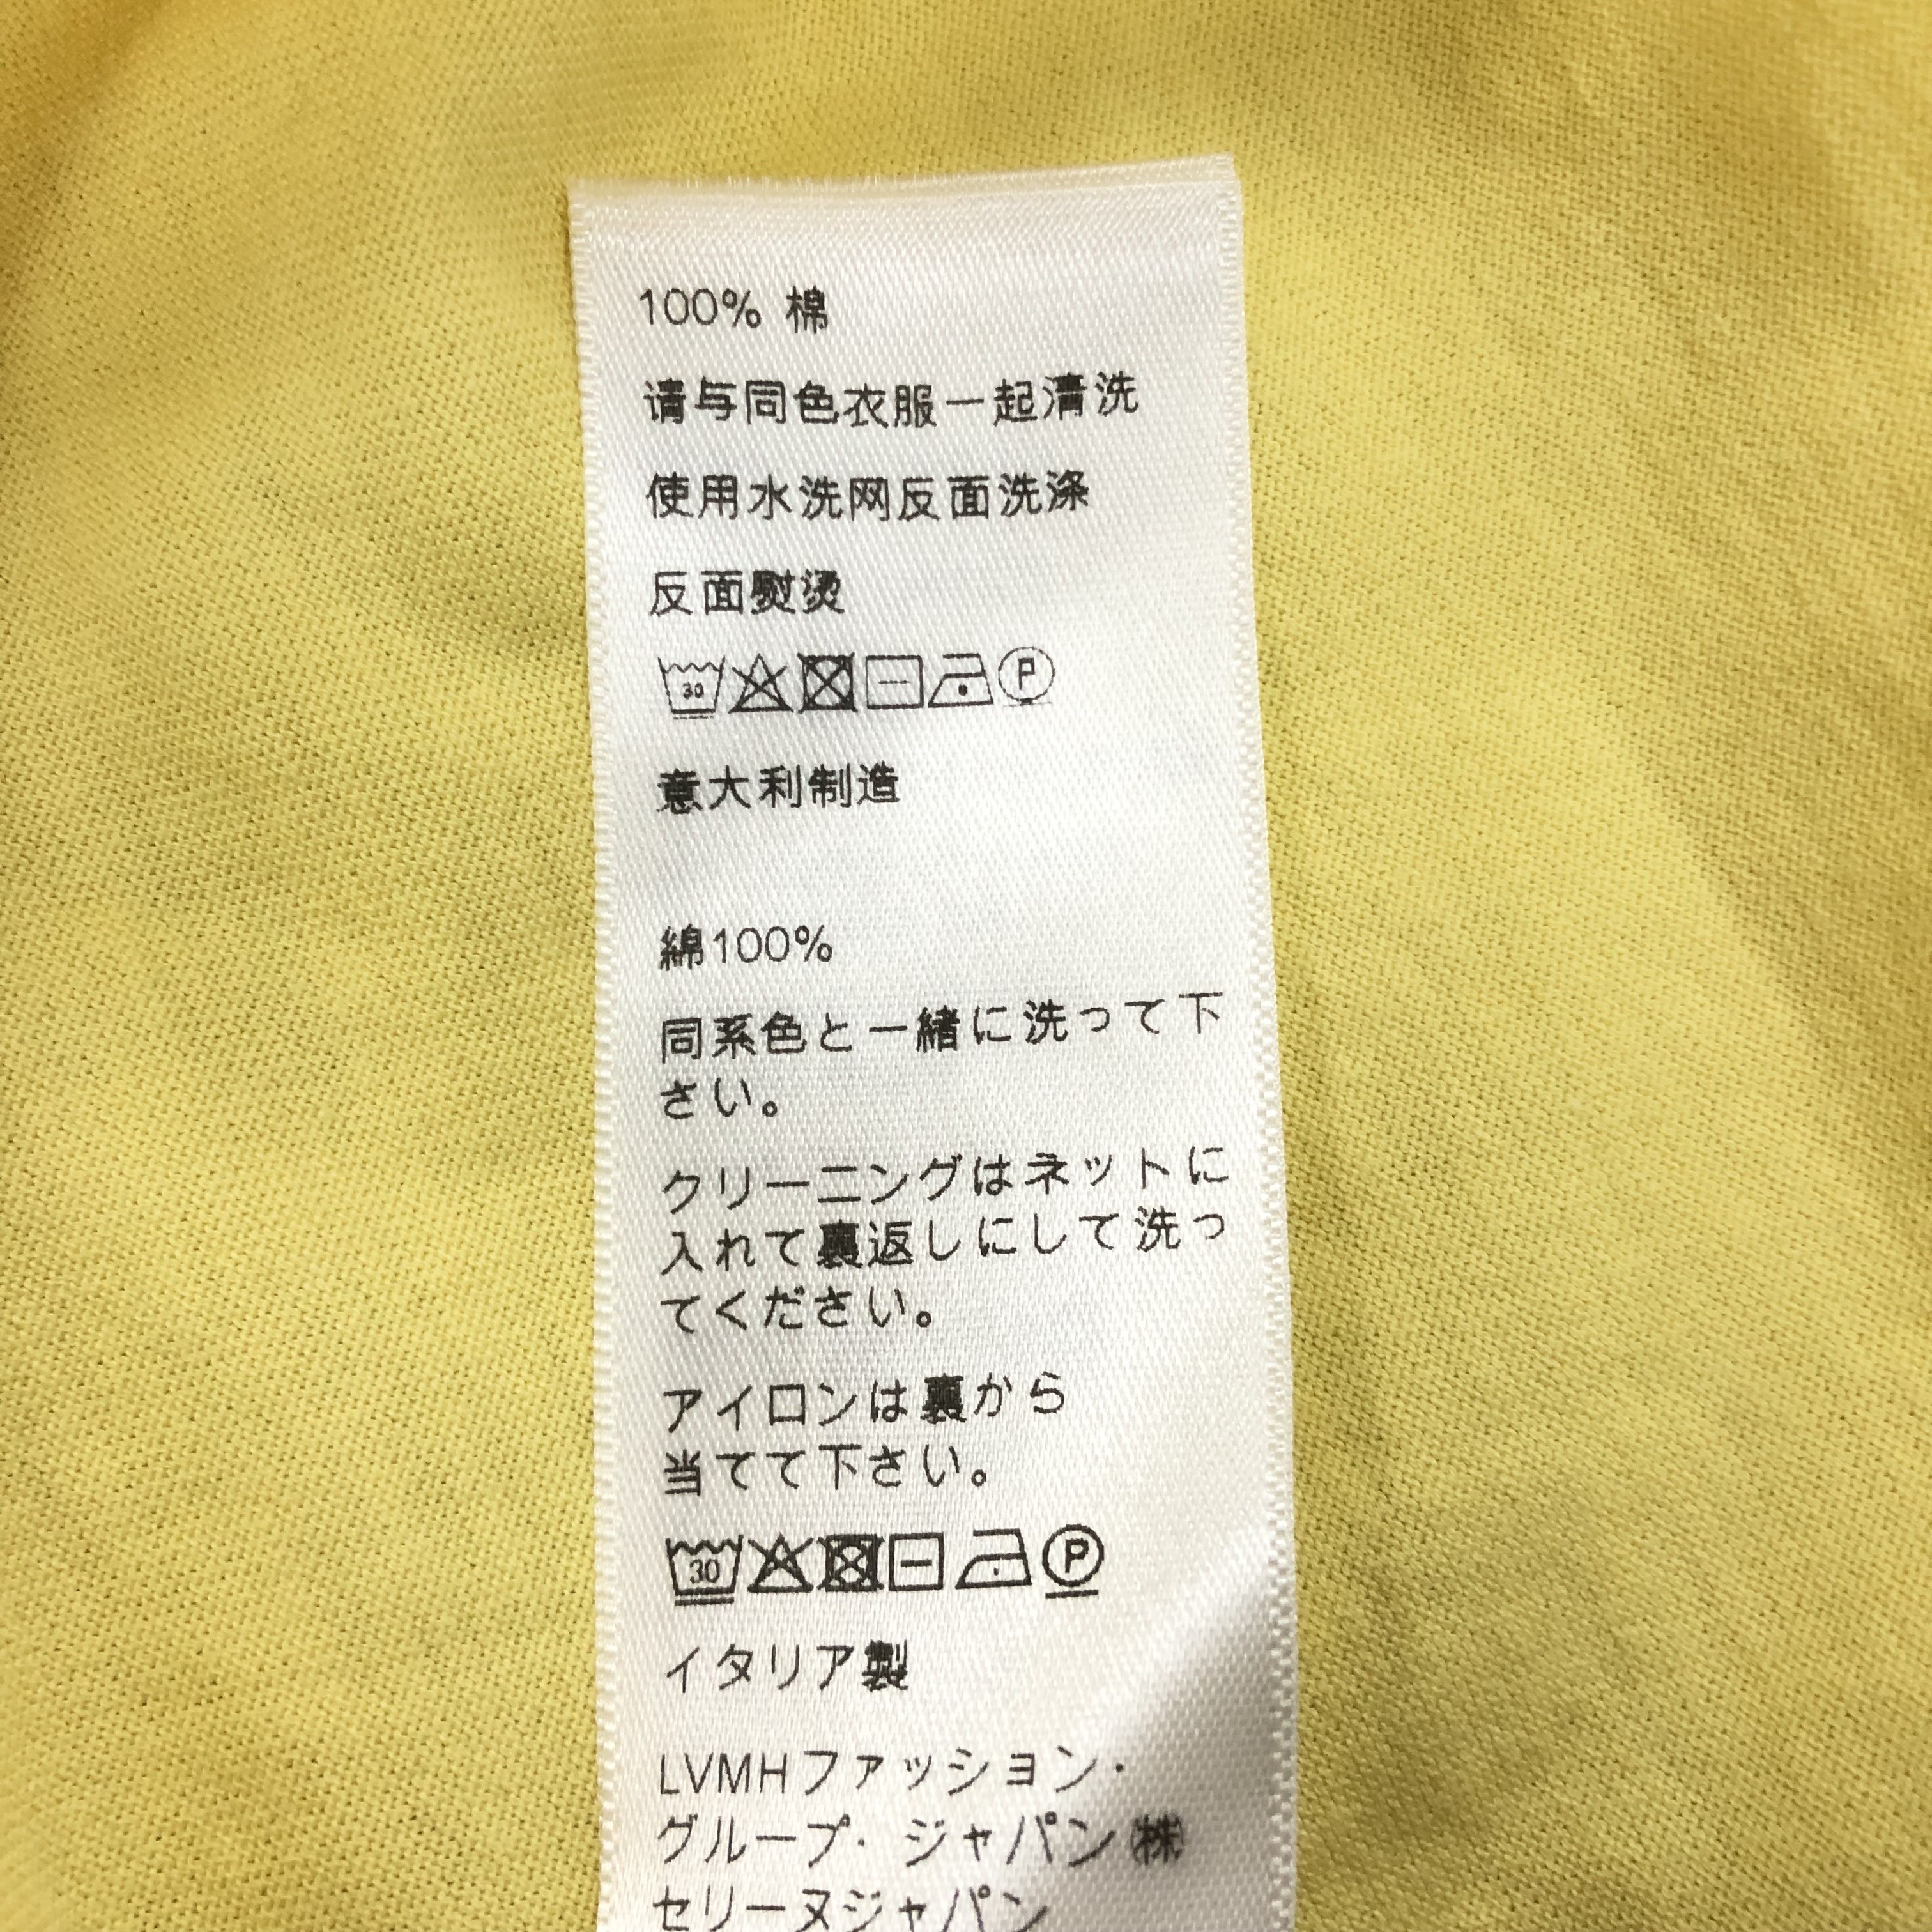 100% 棉
请与同色衣服一起清洗
使用水洗网反面洗涤
反面熨烫
30 P
意大利制造
綿100%
同系色と一緒に洗って下
さい。
クリーニングはネットに
入れて裏返しにして洗っ
てください。
アイロンは裏から
当てて下さい。
30 P
イタリア製
LVMHファッション・
グループ・ジャパン㈱
セリーヌジャパン